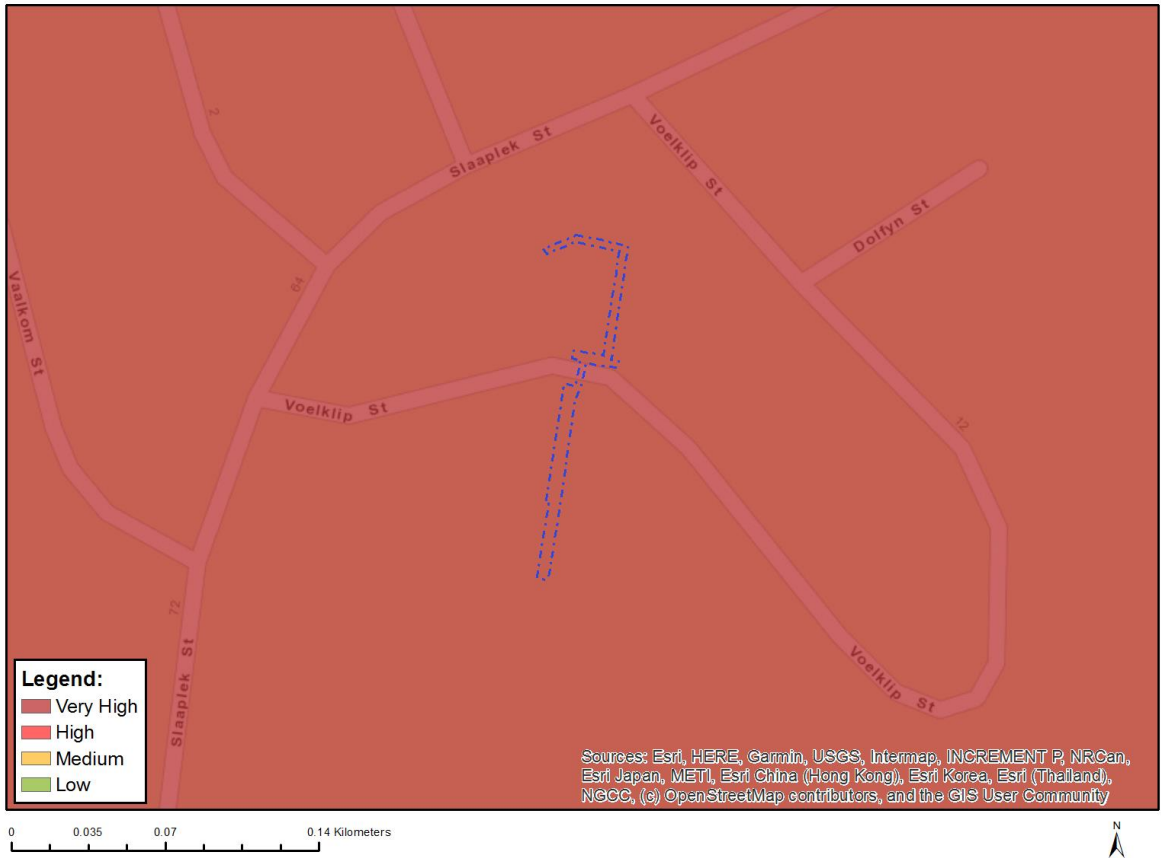 2
Slaaplek St
Voelklip St
Dolfyn St
64
Vaalkom St
Voelklip St
12
72
Slaaplek St
Voelklip St
Legend:
Very High
High
Medium
Low
Sources: Esri, HERE, Garmin, USGS, Intermap, INCREMENT P, NRCan,
Esri Japan, METI, Esri China (Hong Kong), Esri Korea, Esri (Thailand),
NGCC, (c) OpenStreetMap contributors, and the GIS User Community
0 0.035 0.07 0.14 Kilometers
N